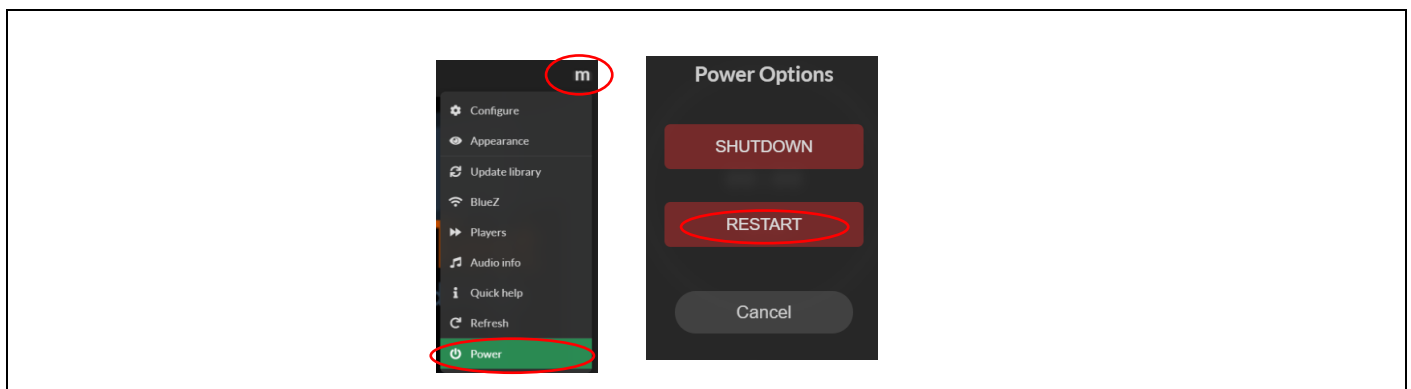 m
Configure
Appearance
Update library
BlueZ
Players
Audio info
Quick help
Refresh
Power
Power Options
SHUTDOWN
RESTART
Cancel